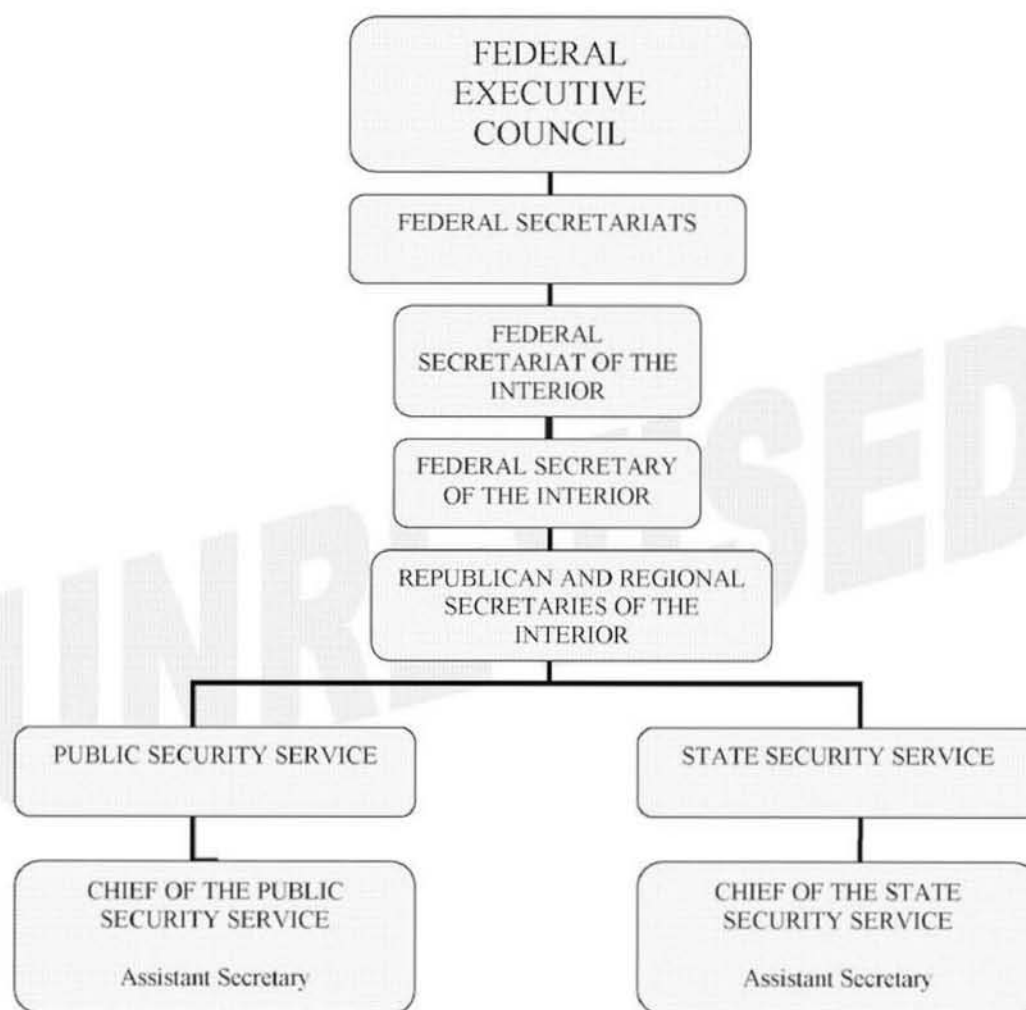 FEDERAL
EXECUTIVE
COUNCIL
FEDERAL SECRETARIATS
FEDERAL
SECRETARIAT OF THE
INTERIOR
FEDERAL SECRETARY
OF THE INTERIOR
REPUBLICAN AND REGIONAL
SECRETARIES OF THE
INTERIOR
PUBLIC SECURITY SERVICE
STATE SECURITY SERVICE
CHIEF OF THE PUBLIC
SECURITY SERVICE
Assistant Secretary
CHIEF OF THE STATE
SECURITY SERVICE
Assistant Secretary
UNREVISED